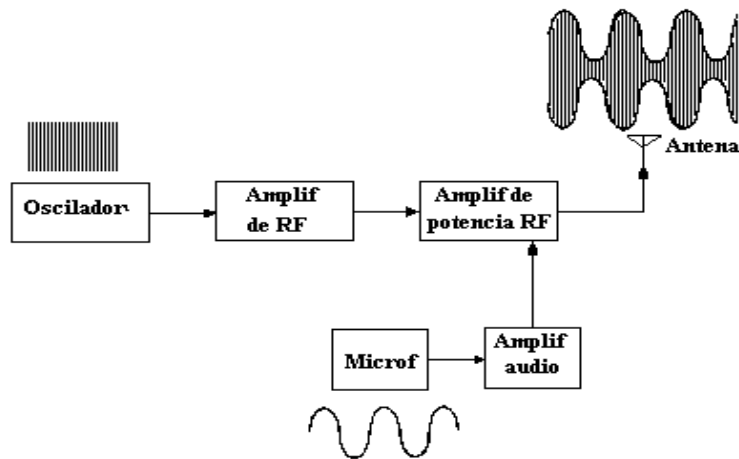 Antena
Oscilador
Amplif
de RF
Amplif de
potencia RF
Microf
Amplif
audio